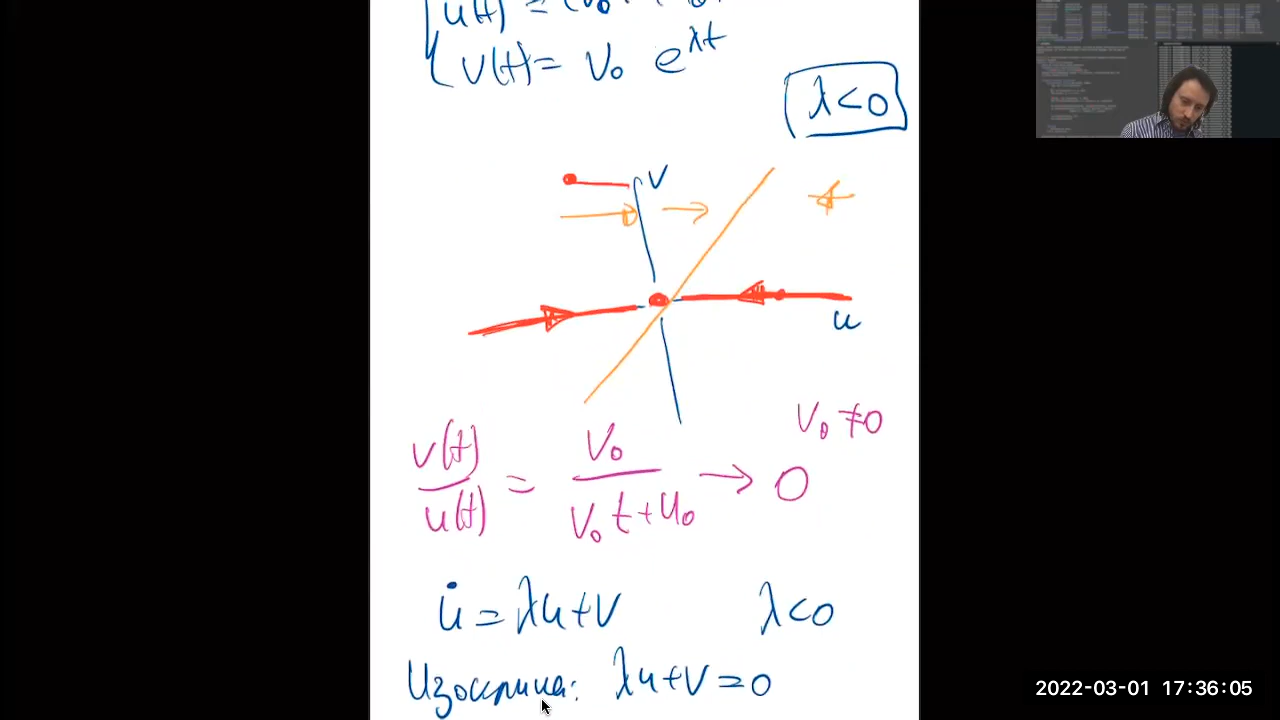 u(t) = (v₀
v(t) = v₀ e^{λt}
λ<0
v
u
v₀ ≠ 0
v(t)/u(t) = v₀/(v₀t+u₀) → 0
u̇ = λu+v λ<0
Изоклина: λu+v=0
2022-03-01 17:36:05